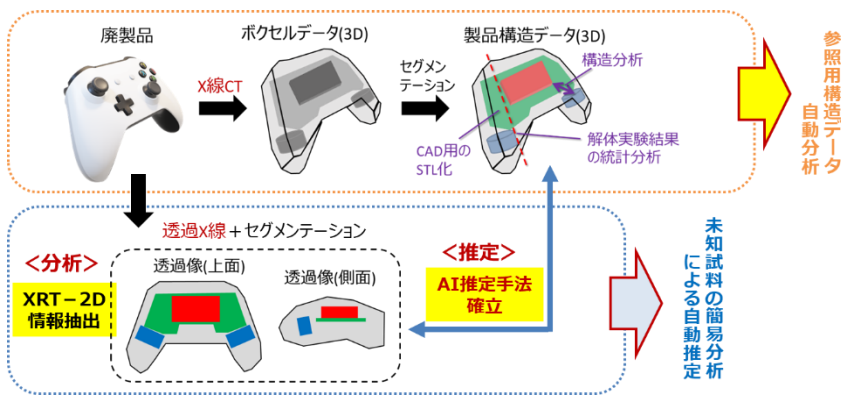 廃製品
ボクセルデータ(3D)
製品構造データ(3D)
X線CT
セグメン
テーション
構造分析
CAD用の
STL化
解体実験結果
の統計分析
参照用構造データ
自動分析
透過X線+セグメンテーション
<分析>
XRT-2D
情報抽出
透過像(上面)
透過像(側面)
<推定>
AI推定手法
確立
未知試料の簡易分析
による自動推定